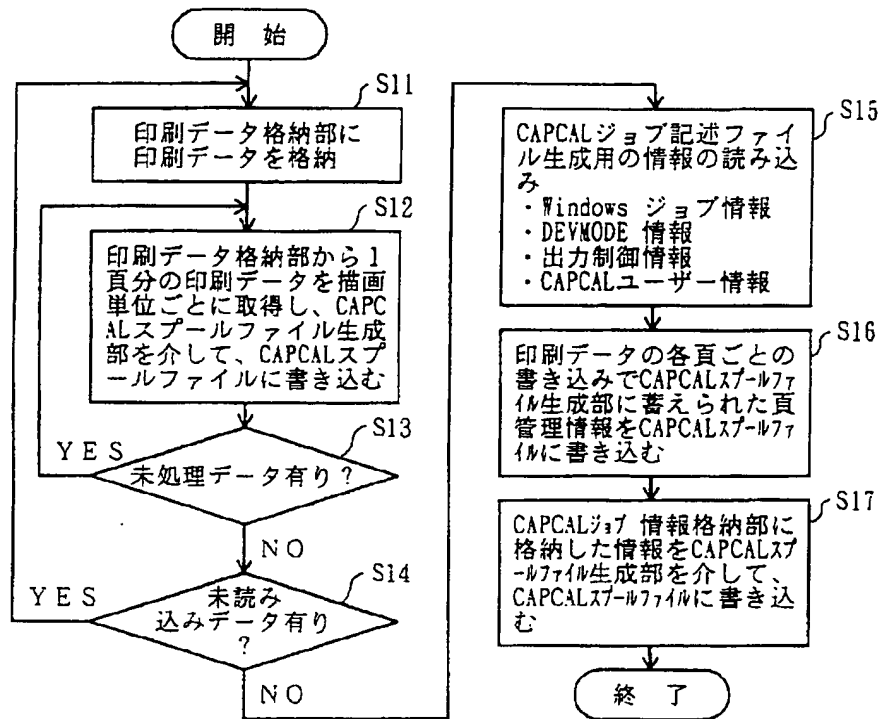 開 始
S11
印刷データ格納部に
印刷データを格納
S12
印刷データ格納部から1
頁分の印刷データを描画
単位ごとに取得し、CAPC
ALスプールファイル生成
部を介して、CAPCALスプ
ールファイルに書き込む
S13
YES
未処理データ有り?
NO
S14
YES
未読み
込みデータ有り
?
NO
S15
CAPCALジョブ記述ファイ
ル生成用の情報の読み込
み
・Windows ジョブ情報
・DEVMODE 情報
・出力制御情報
・CAPCALユーザー情報
S16
印刷データの各頁ごとの
書き込みでCAPCALスプールファ
イル生成部に蓄えられた頁
管理情報をCAPCALスプールファ
イルに書き込む
S17
CAPCALジョブ 情報格納部に
格納した情報をCAPCALスプ
ールファイル生成部を介して、
CAPCALスプールファイルに書き込
む
終 了